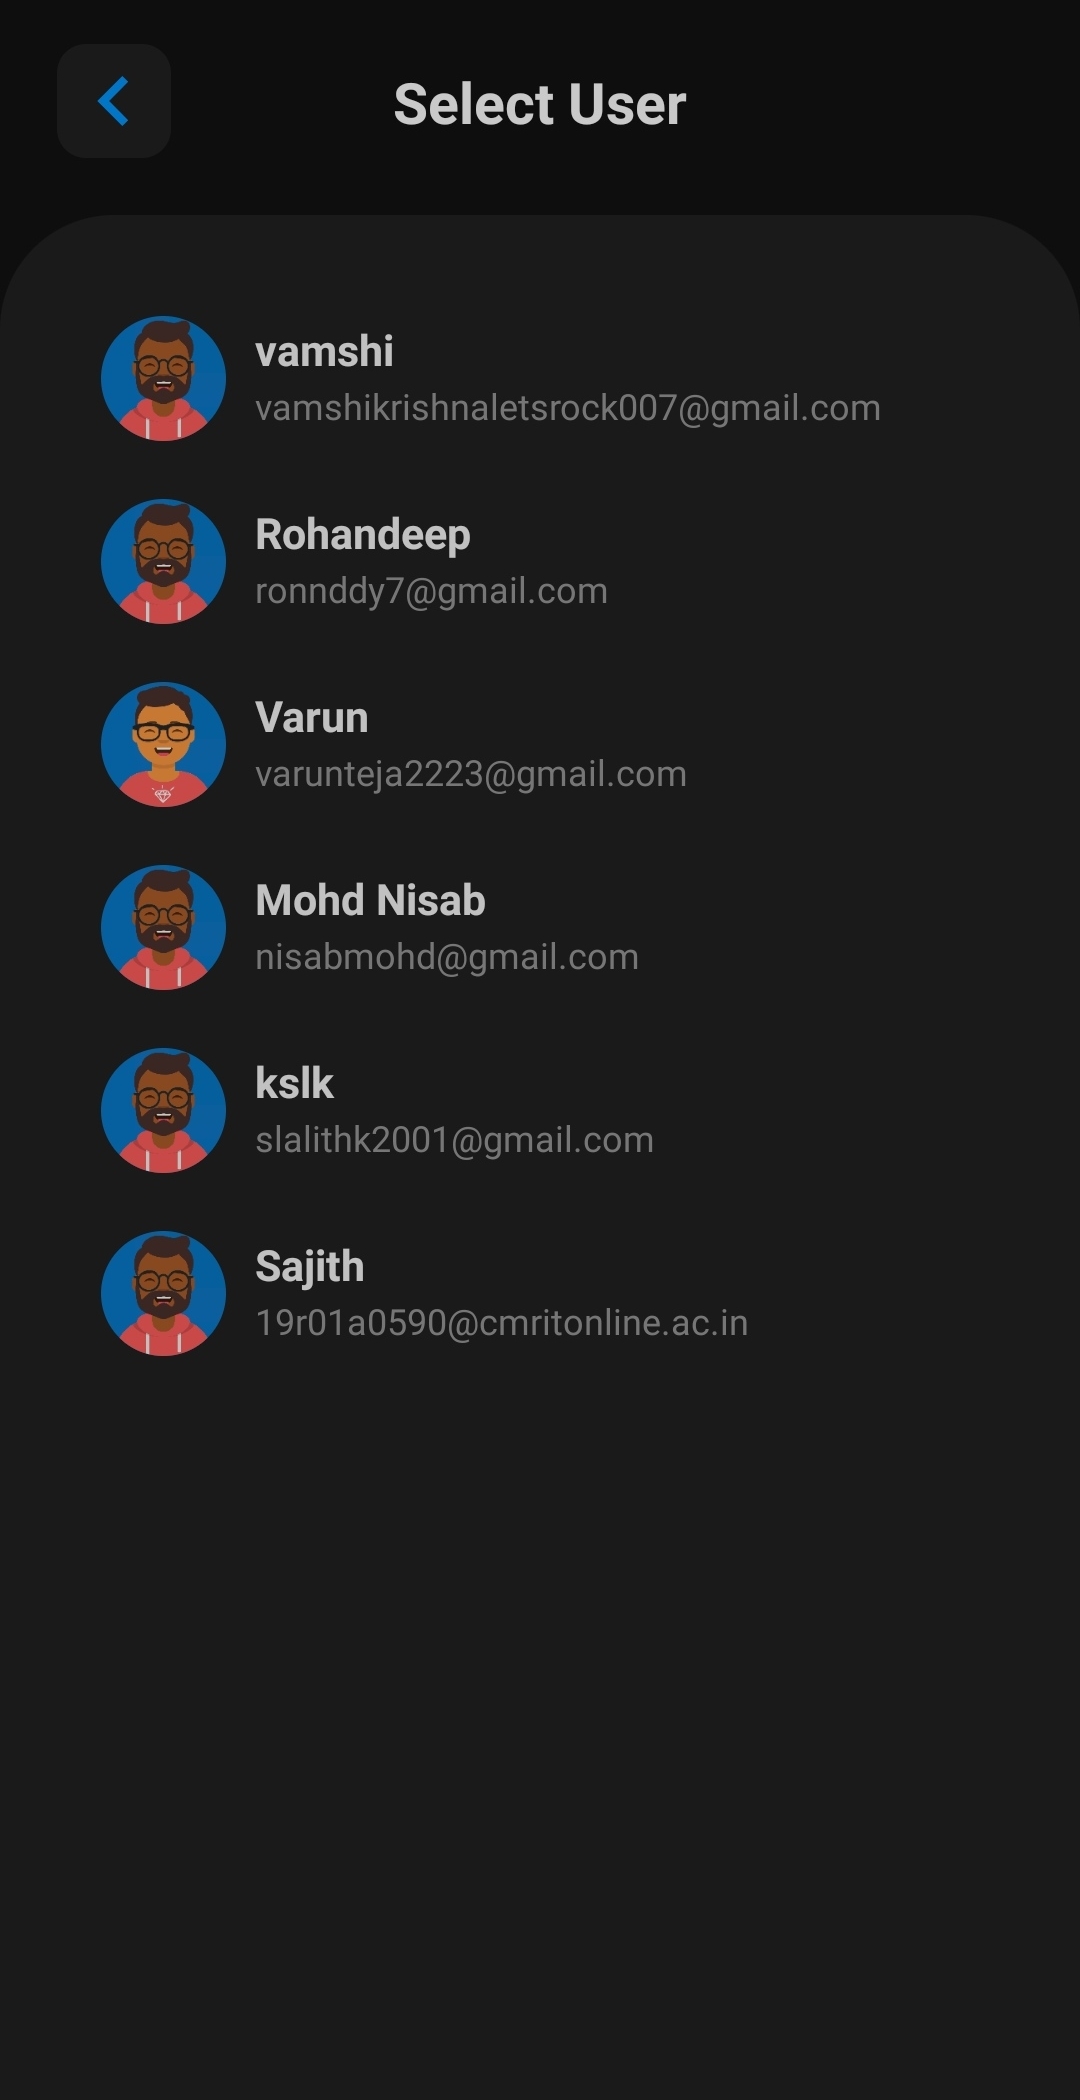 Select User
vamshi
vamshikrishnaletsrock007@gmail.com
Rohandeep
ronnddy7@gmail.com
Varun
varunteja2223@gmail.com
Mohd Nisab
nisabmohd@gmail.com
kslk
slalithk2001@gmail.com
Sajith
19r01a0590@cmritonline.ac.in